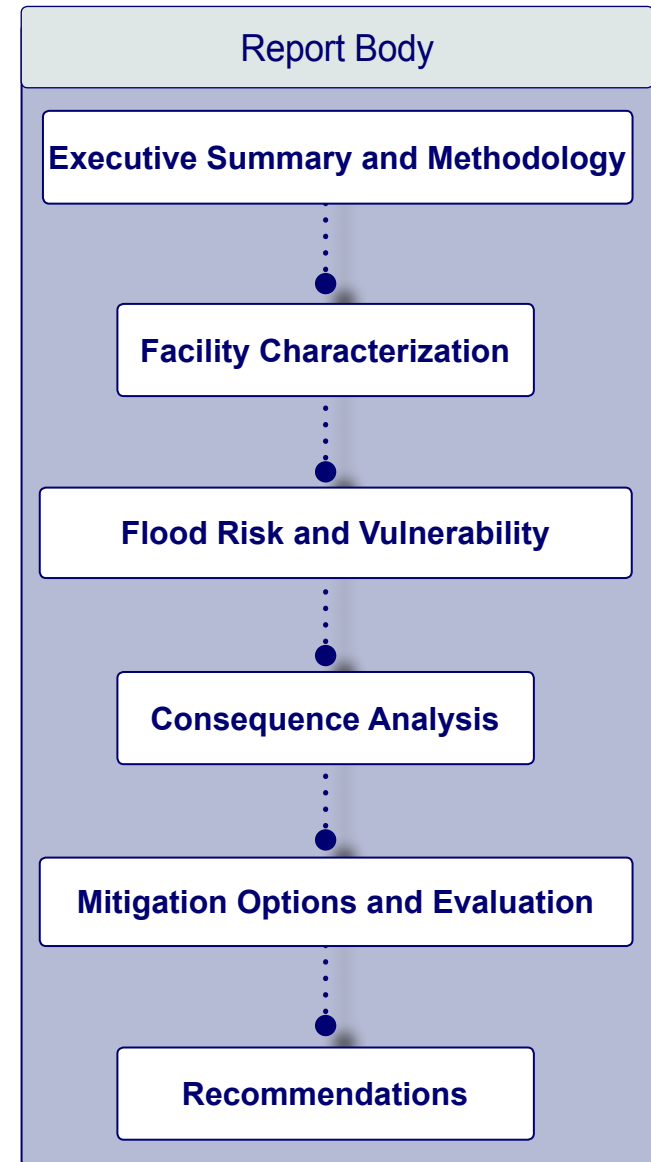 Report Body
Executive Summary and Methodology
Facility Characterization
Flood Risk and Vulnerability
Consequence Analysis
Mitigation Options and Evaluation
Recommendations